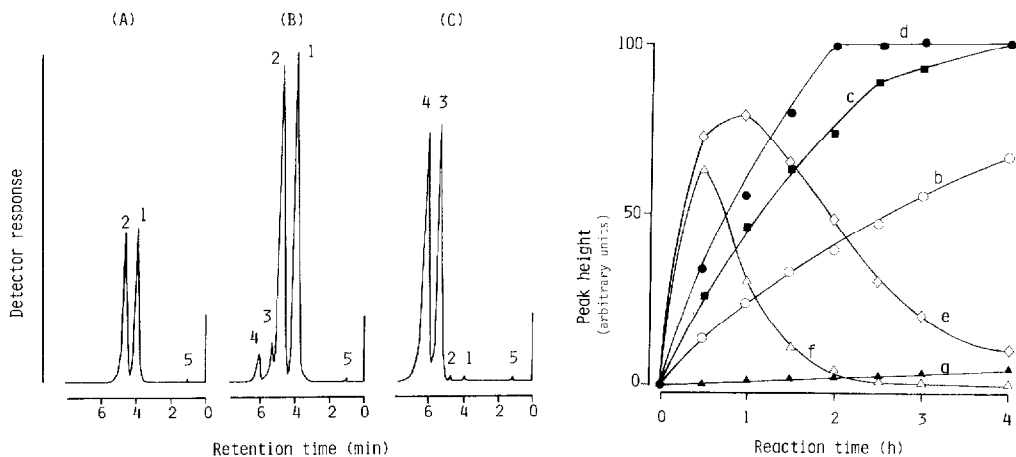 (A)
(B)
(C)
Detector response
2 1
5
2 1
4 3
5
4 3
2 1 5
6 4 2 0
6 4 2 0
6 4 2 0
Retention time (min)
Peak height
(arbitrary units)
100
50
0
d
c
b
e
f
g
0 1 2 3 4
Reaction time (h)